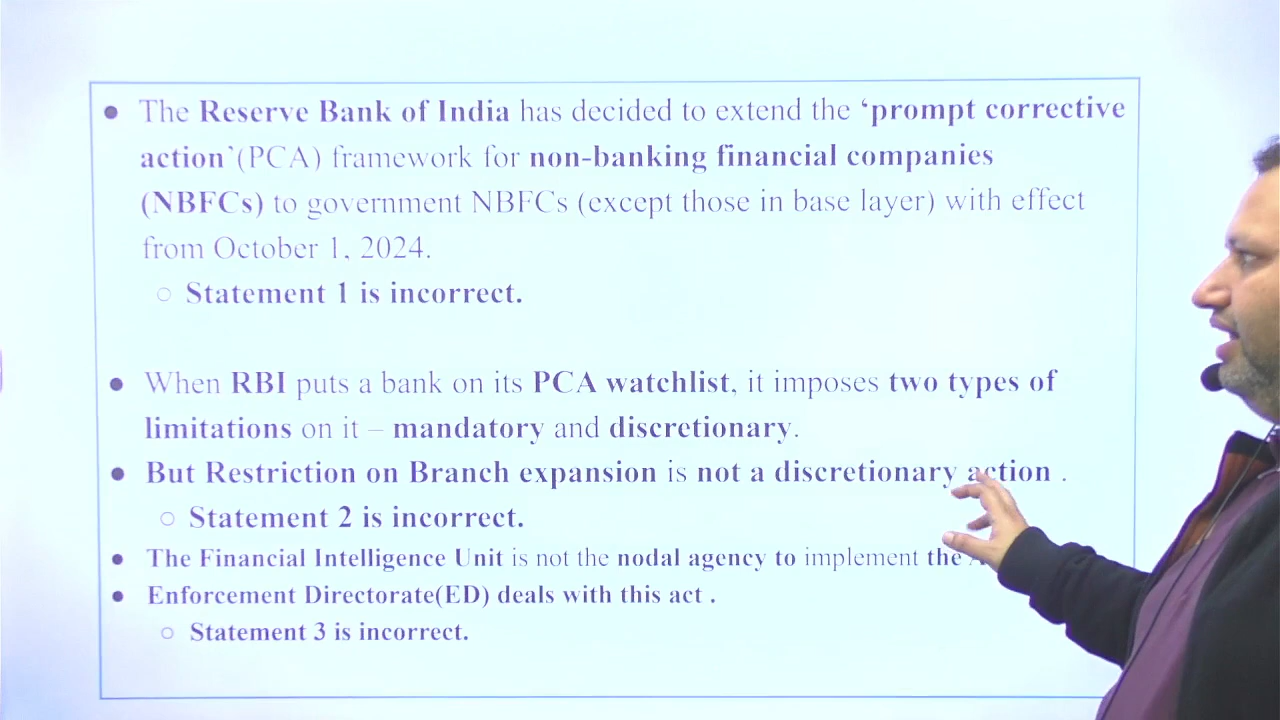 ● The Reserve Bank of India has decided to extend the ‘prompt corrective
action`(PCA) framework for non-banking financial companies
(NBFCs) to government NBFCs (except those in base layer) with effect
from October 1, 2024.
○ Statement 1 is incorrect.
● When RBI puts a bank on its PCA watchlist, it imposes two types of
limitations on it – mandatory and discretionary.
● But Restriction on Branch expansion is not a discretionary action .
○ Statement 2 is incorrect.
● The Financial Intelligence Unit is not the nodal agency to implement the
● Enforcement Directorate(ED) deals with this act .
○ Statement 3 is incorrect.